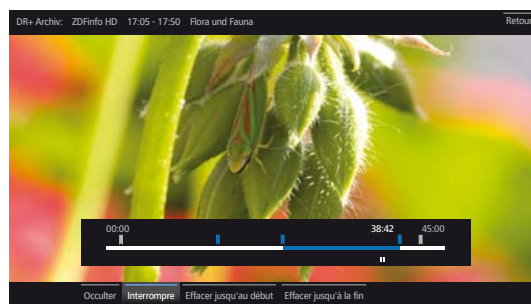 DR+ Archiv: ZDFinfo HD 17:05 - 17:50 Flora und Fauna Retour
00:00 38:42 45:00
Occulter Interrompre Effacer jusqu'au début Effacer jusqu'à la fin